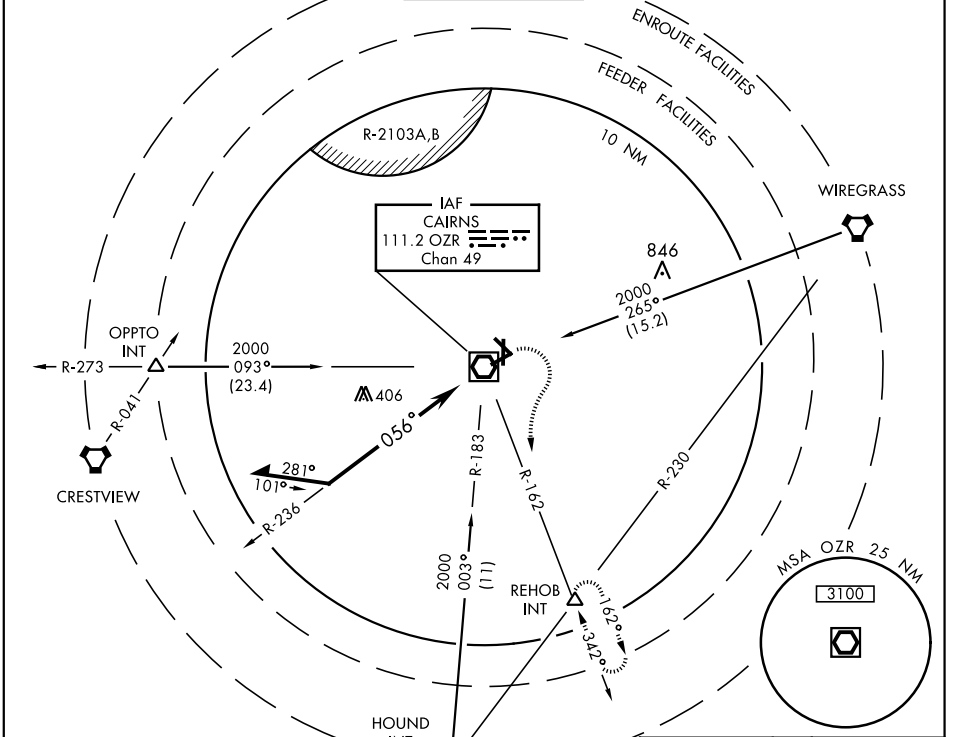 ENROUTE FACILITIES
FEEDER FACILITIES
10 NM
R-2103A,B
WIREGRASS
IAF
CAIRNS
111.2 OZR
Chan 49
846
2000
265°
(15.2)
OPPTO
INT
R-273
2000
093°
(23.4)
406
R-041
056°
R-183
CRESTVIEW
281°
101°
R-236
R-162
R-230
2000
003°
(11)
REHOB
INT
162°
342°
MSA OZR 25 NM
3100
HOUND